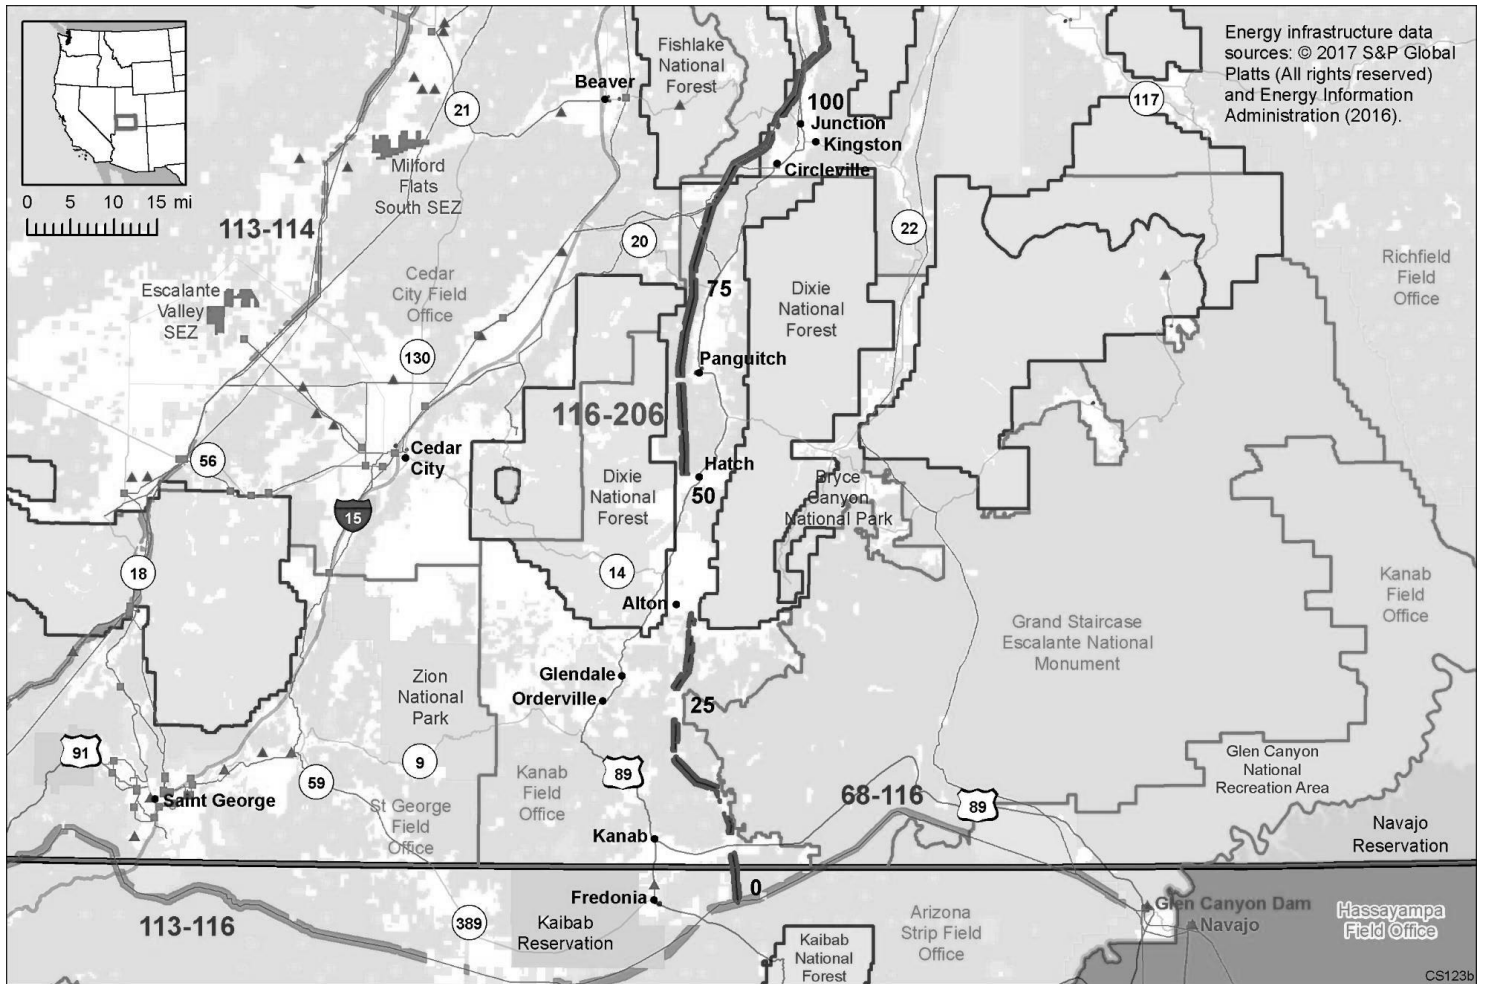 Energy infrastructure data
sources: © 2017 S&P Global
Platts (All rights reserved)
and Energy Information
Administration (2016).
0 5 10 15 mi
Fishlake
National
Forest
Beaver
21
100
Junction
Kingston
Circleville
117
Milford
Flats
South SEZ
113-114
20
22
Cedar
City Field
Office
Escalante
Valley
SEZ
75
Dixie
National
Forest
Richfield
Field
Office
130
Panguitch
116-206
56
Cedar
City
15
Hatch
50
Dixie
National
Forest
Bryce
Canyon
National Park
18
14
Alton
Kanab
Field
Office
Grand Staircase
Escalante National
Monument
Glendale
Orderville
25
Zion
National
Park
91
9
59
89
Kanab
Field
Office
Saint George
St George
Field
Office
68-116
89
Glen Canyon
National
Recreation Area
Kanab
Navajo
Reservation
0
Fredonia
113-116
389
Kaibab
Reservation
Arizona
Strip Field
Office
Kaibab
National
Forest
Glen Canyon Dam
Navajo
Hassayampa
Field Office
CS123b